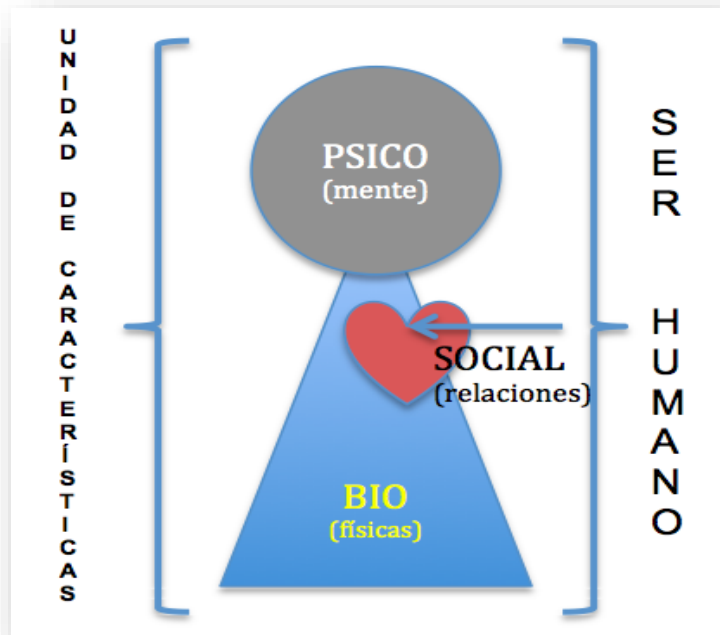 UNIDAD DE CARACTERÍSTICAS
PSICO
(mente)
SOCIAL
(relaciones)
BIO
(físicas)
SER HUMANO